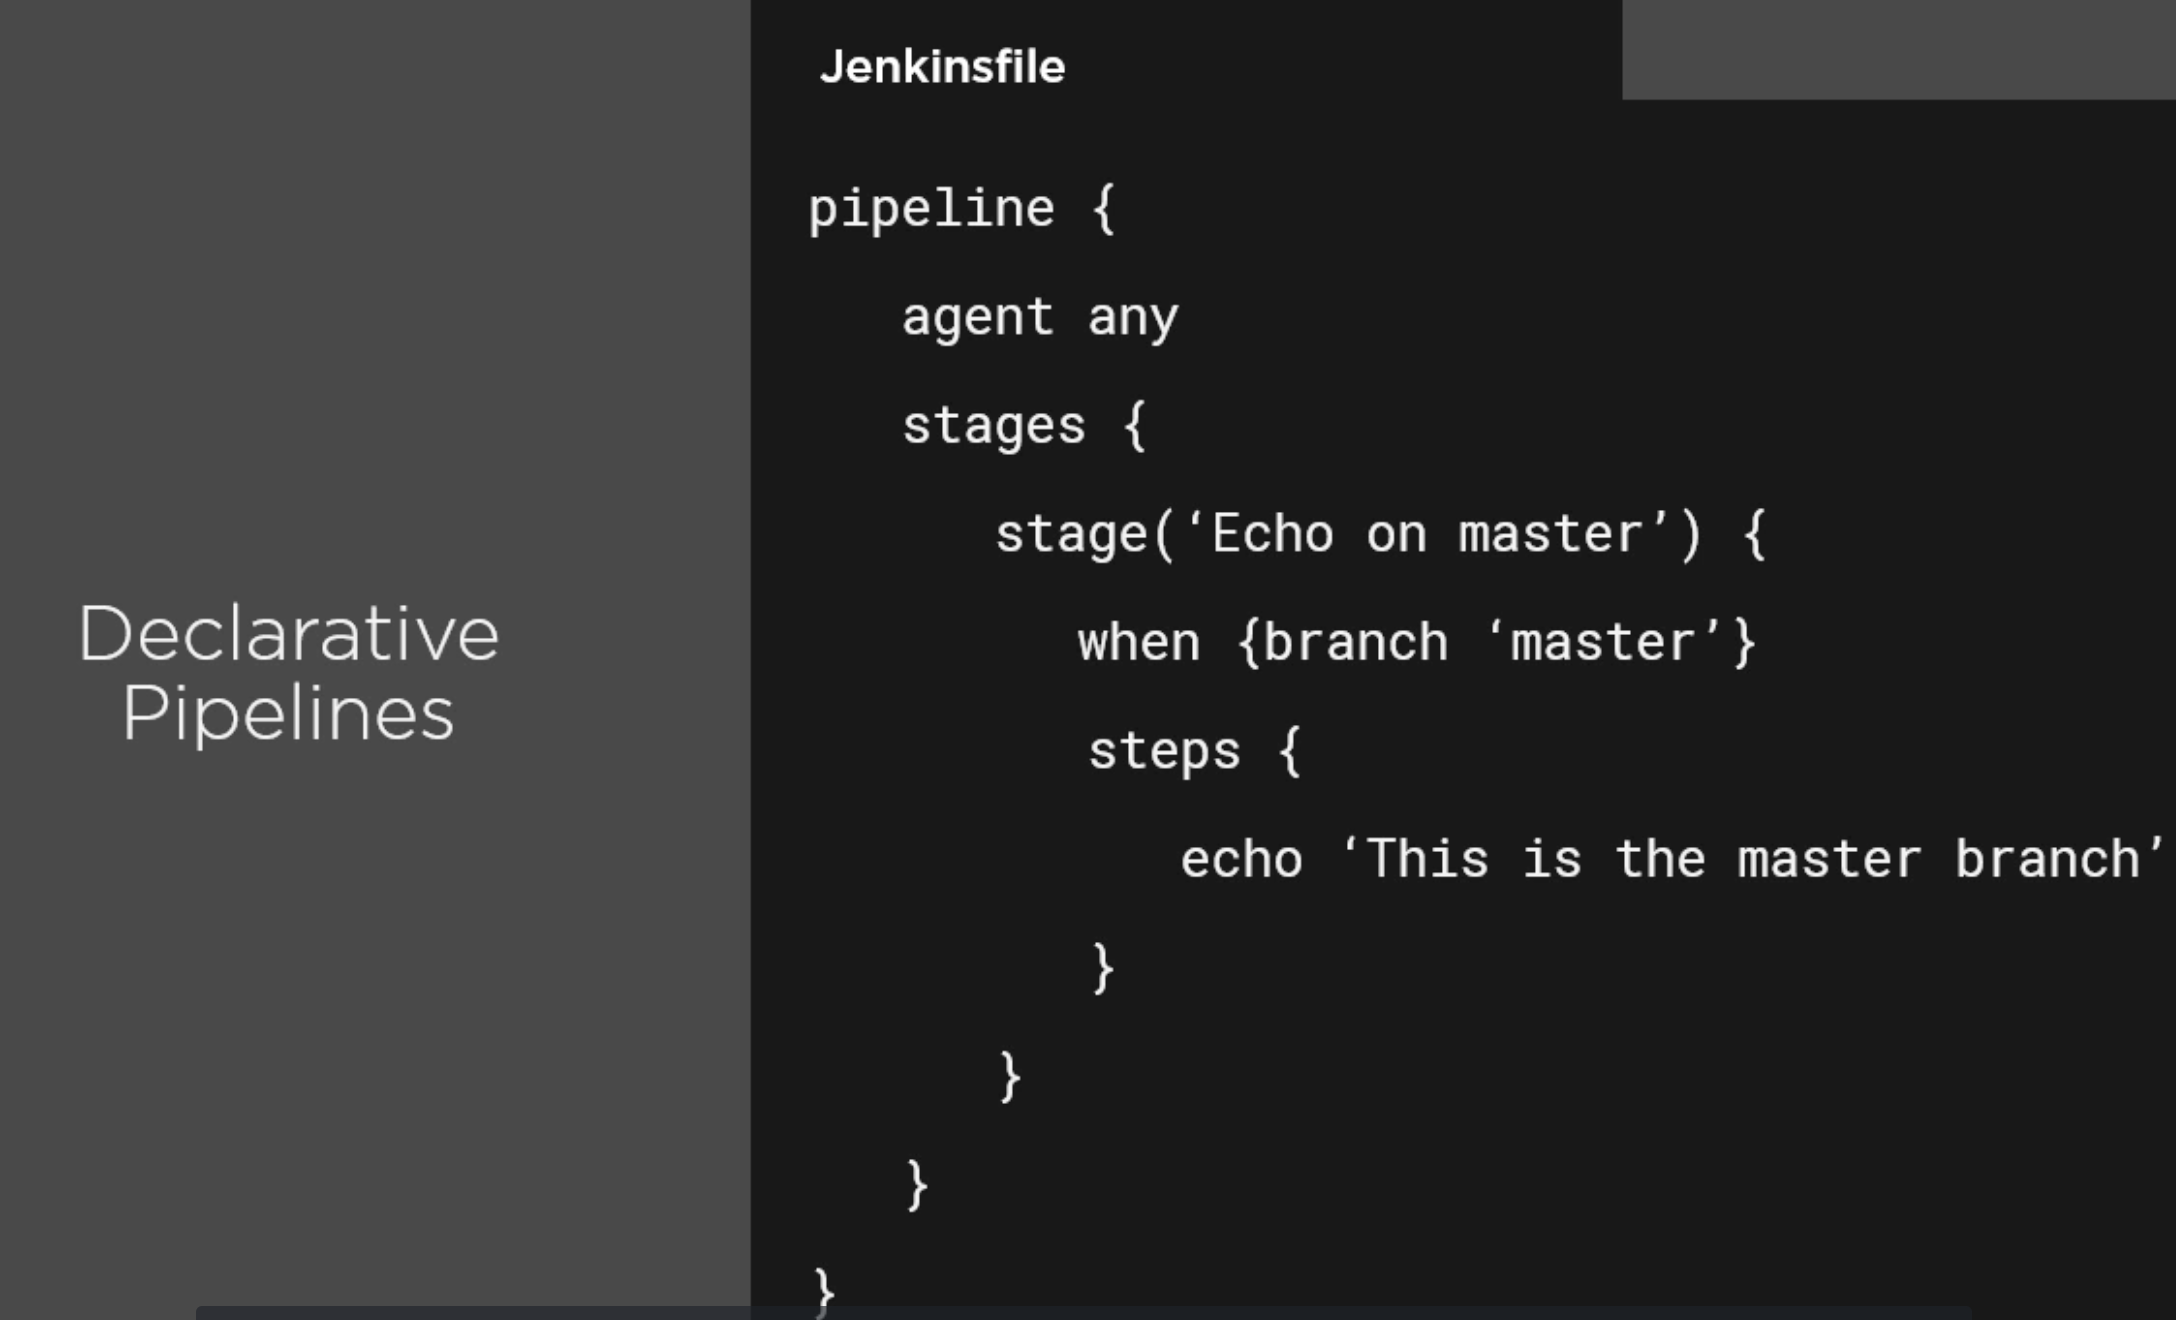 Declarative
Pipelines
Jenkinsfile
pipeline {
agent any
stages {
stage(‘Echo on master’) {
when {branch ‘master’}
steps {
echo ‘This is the master branch’
}
}
}
}